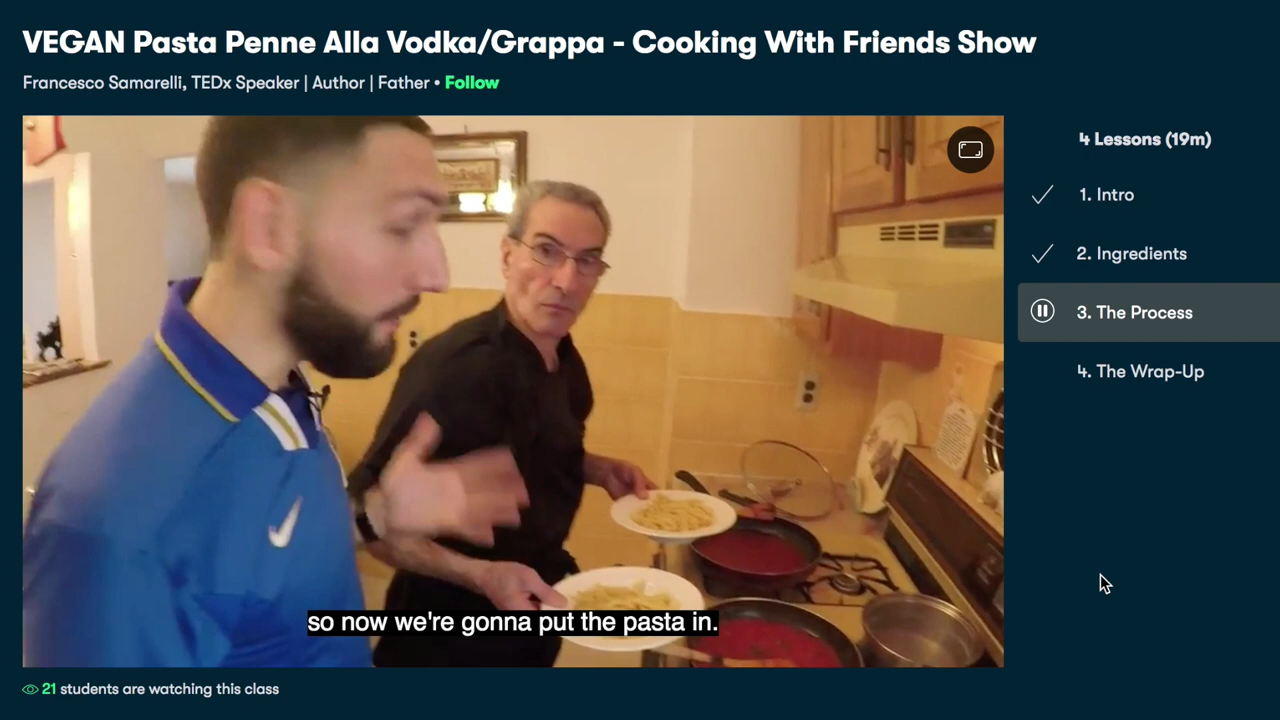 VEGAN Pasta Penne Alla Vodka/Grappa - Cooking With Friends Show
Francesco Samarelli, TEDx Speaker | Author | Father • Follow
4 Lessons (19m)
1. Intro
2. Ingredients
3. The Process
4. The Wrap-Up
so now we're gonna put the pasta in.
21 students are watching this class